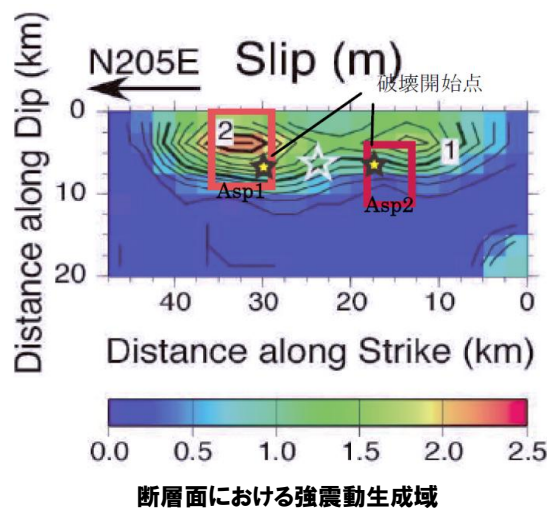 N205E Slip (m)
破壊開始点
Distance along Dip (km)
0
10
20
2
1
Asp1
Asp2
40 30 20 10 0
Distance along Strike (km)
0.0 0.5 1.0 1.5 2.0 2.5
断層面における強震動生成域